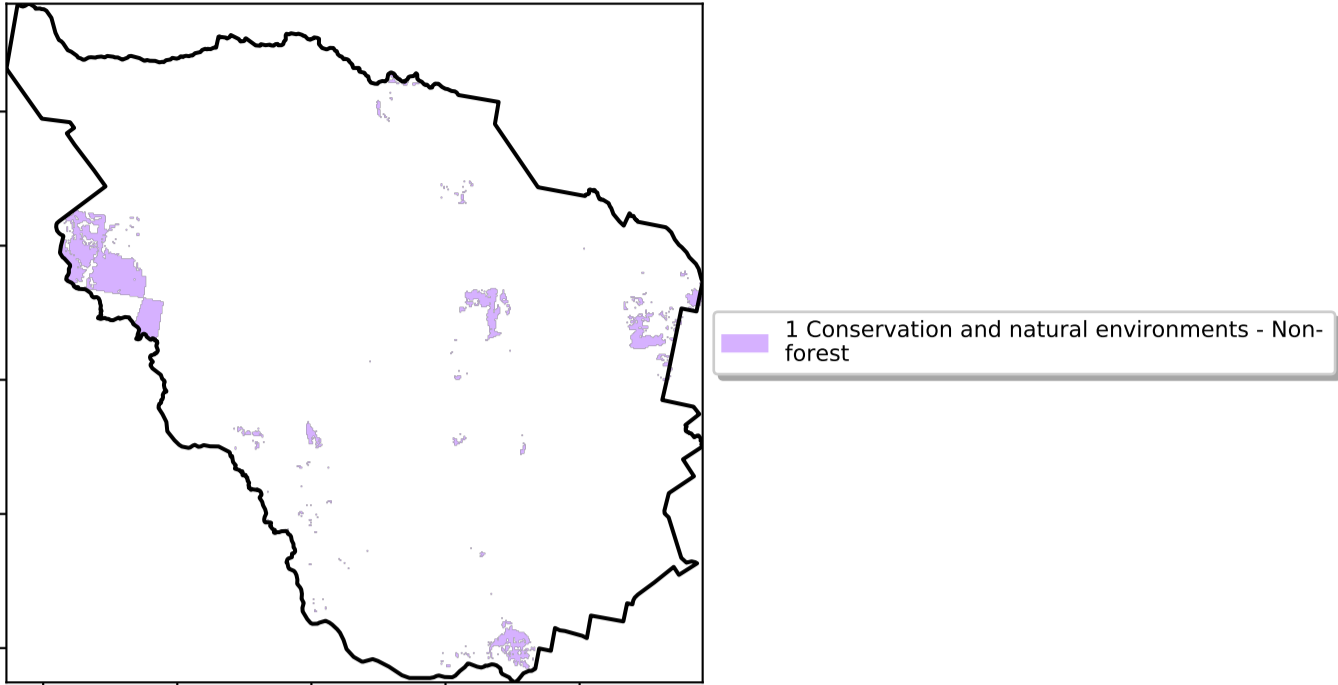 1 Conservation and natural environments - Non-
forest